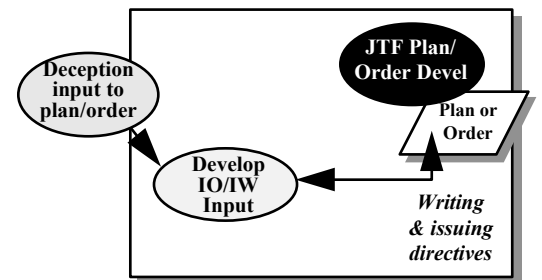 Deception
input to
plan/order
JTF Plan/
Order Devel
Plan or
Order
Develop
IO/IW
Input
Writing
& issuing
directives